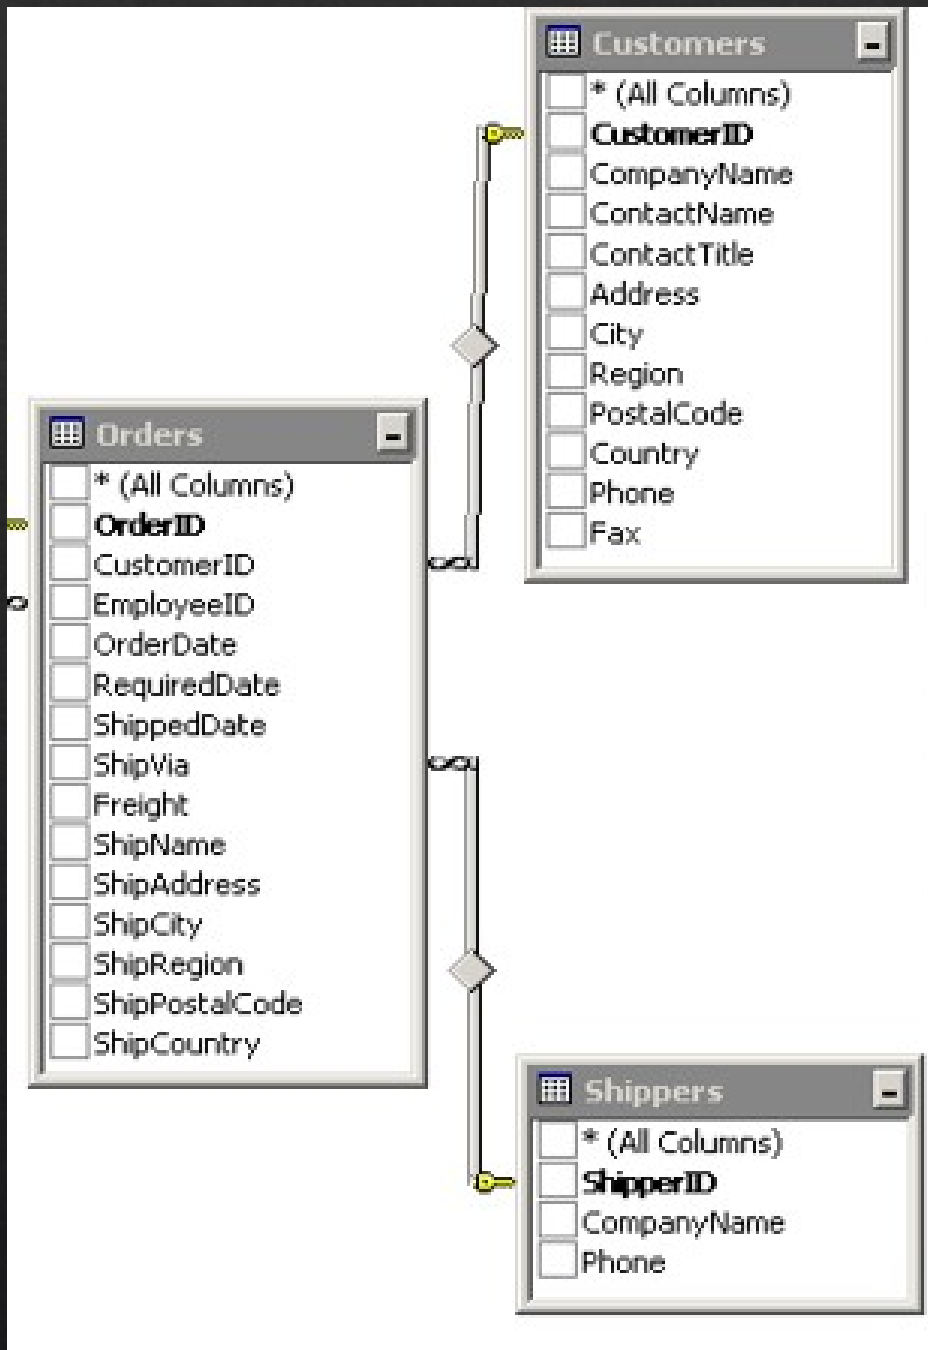 Customers
* (All Columns)
CustomerID
CompanyName
ContactName
ContactTitle
Address
City
Region
PostalCode
Country
Phone
Fax
Orders
* (All Columns)
OrderID
CustomerID
EmployeeID
OrderDate
RequiredDate
ShippedDate
ShipVia
Freight
ShipName
ShipAddress
ShipCity
ShipRegion
ShipPostalCode
ShipCountry
Shippers
* (All Columns)
ShipperID
CompanyName
Phone